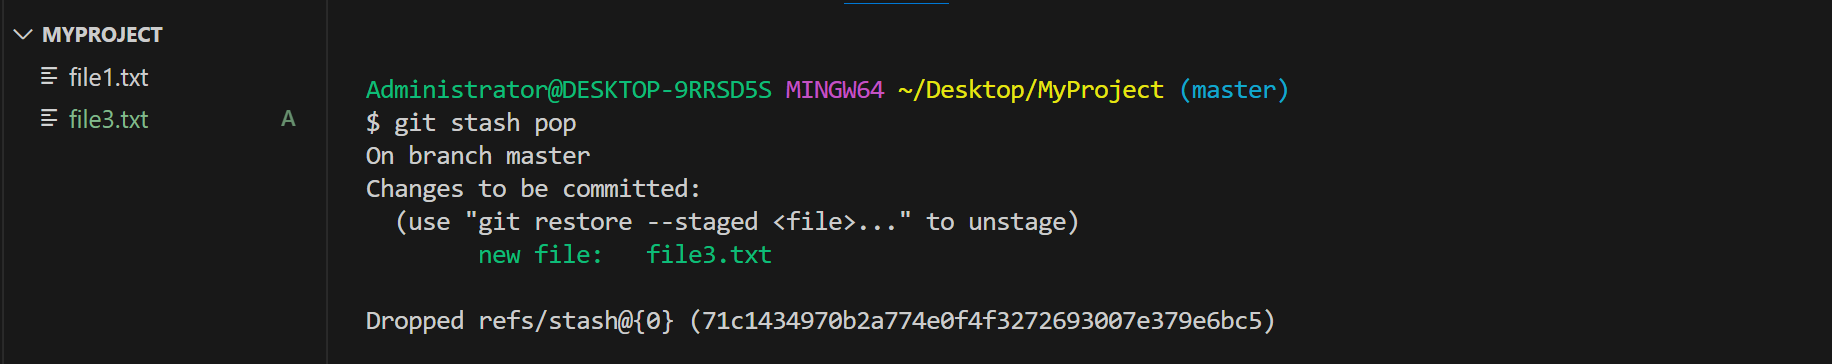 MYPROJECT
file1.txt
file3.txt A
Administrator@DESKTOP-9RRSD5S MINGW64 ~/Desktop/MyProject (master)
$ git stash pop
On branch master
Changes to be committed:
  (use "git restore --staged <file>..." to unstage)
        new file:   file3.txt

Dropped refs/stash@{0} (71c1434970b2a774e0f4f3272693007e379e6bc5)